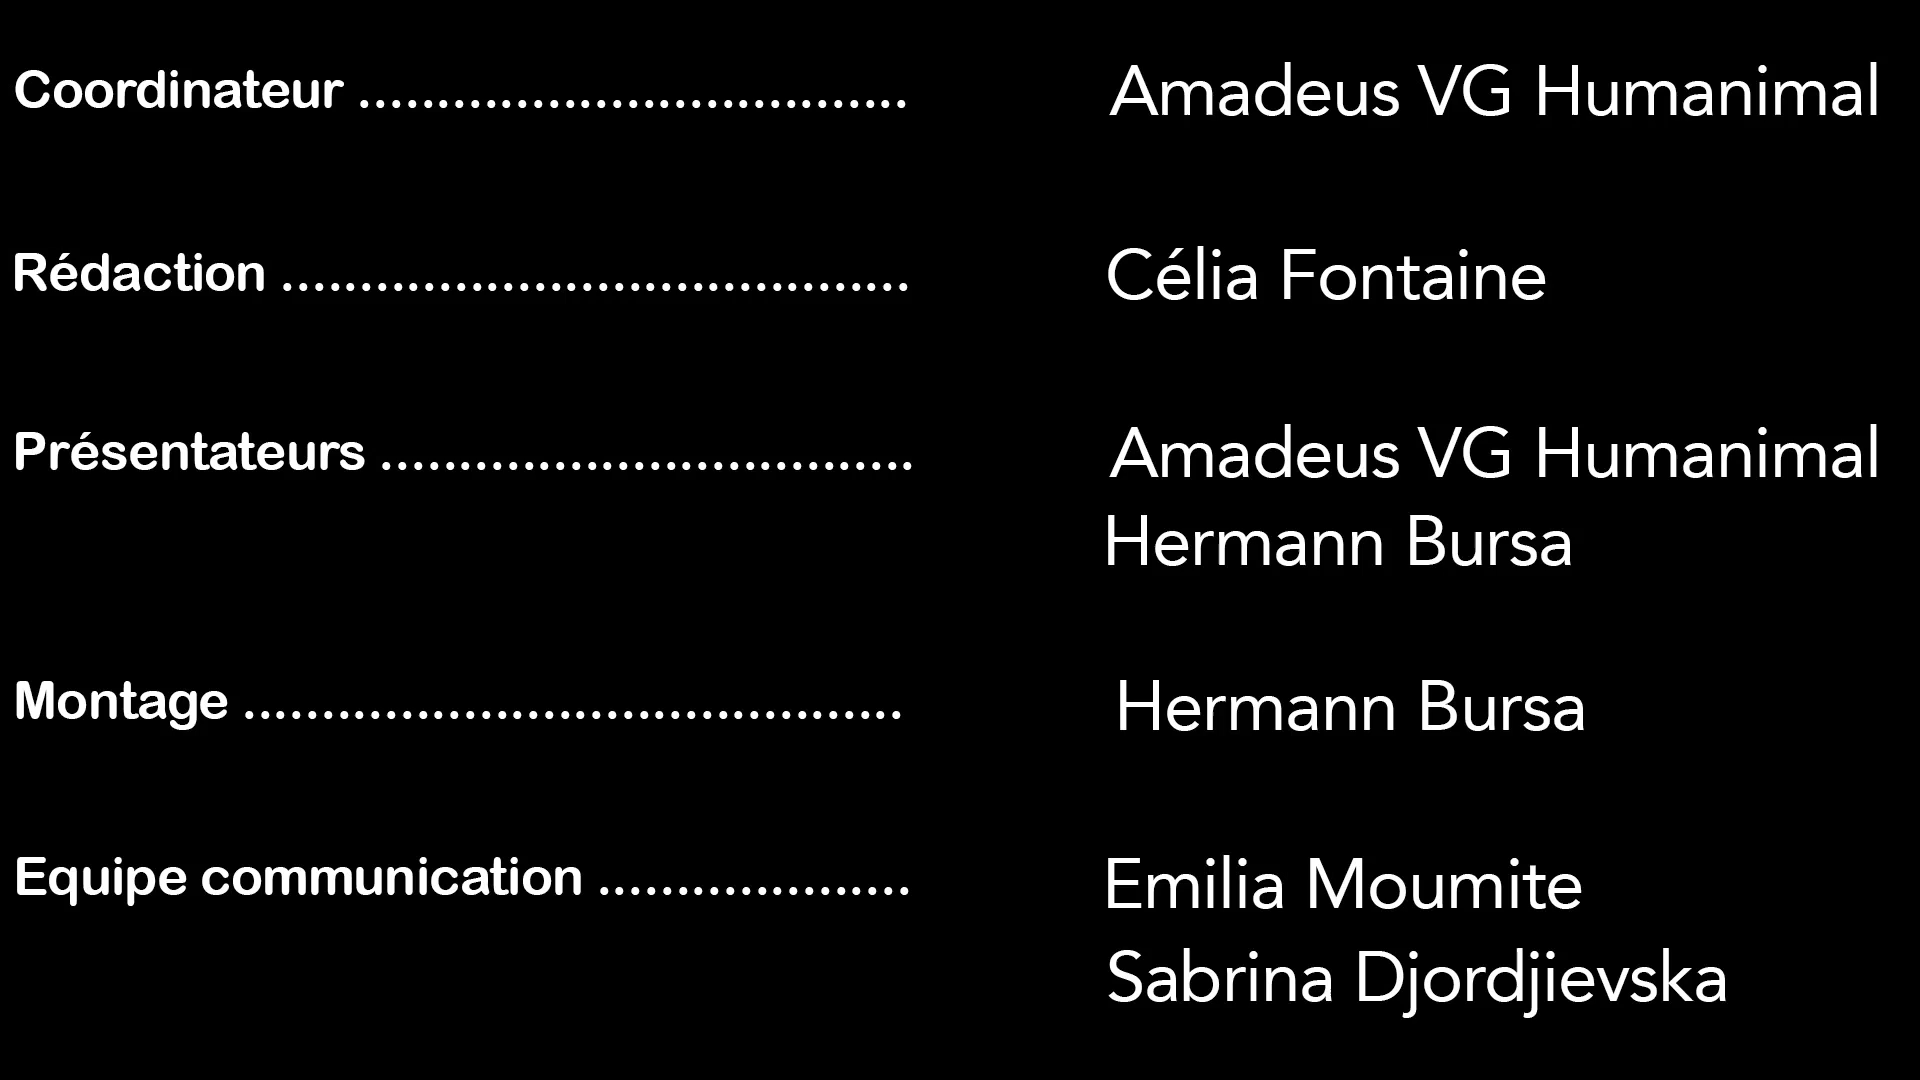 Coordinateur ................................... Amadeus VG Humanimal
Rédaction ........................................ Célia Fontaine
Présentateurs .................................. Amadeus VG Humanimal
Hermann Bursa
Montage .......................................... Hermann Bursa
Equipe communication .................... Emilia Moumite
Sabrina Djordjievska